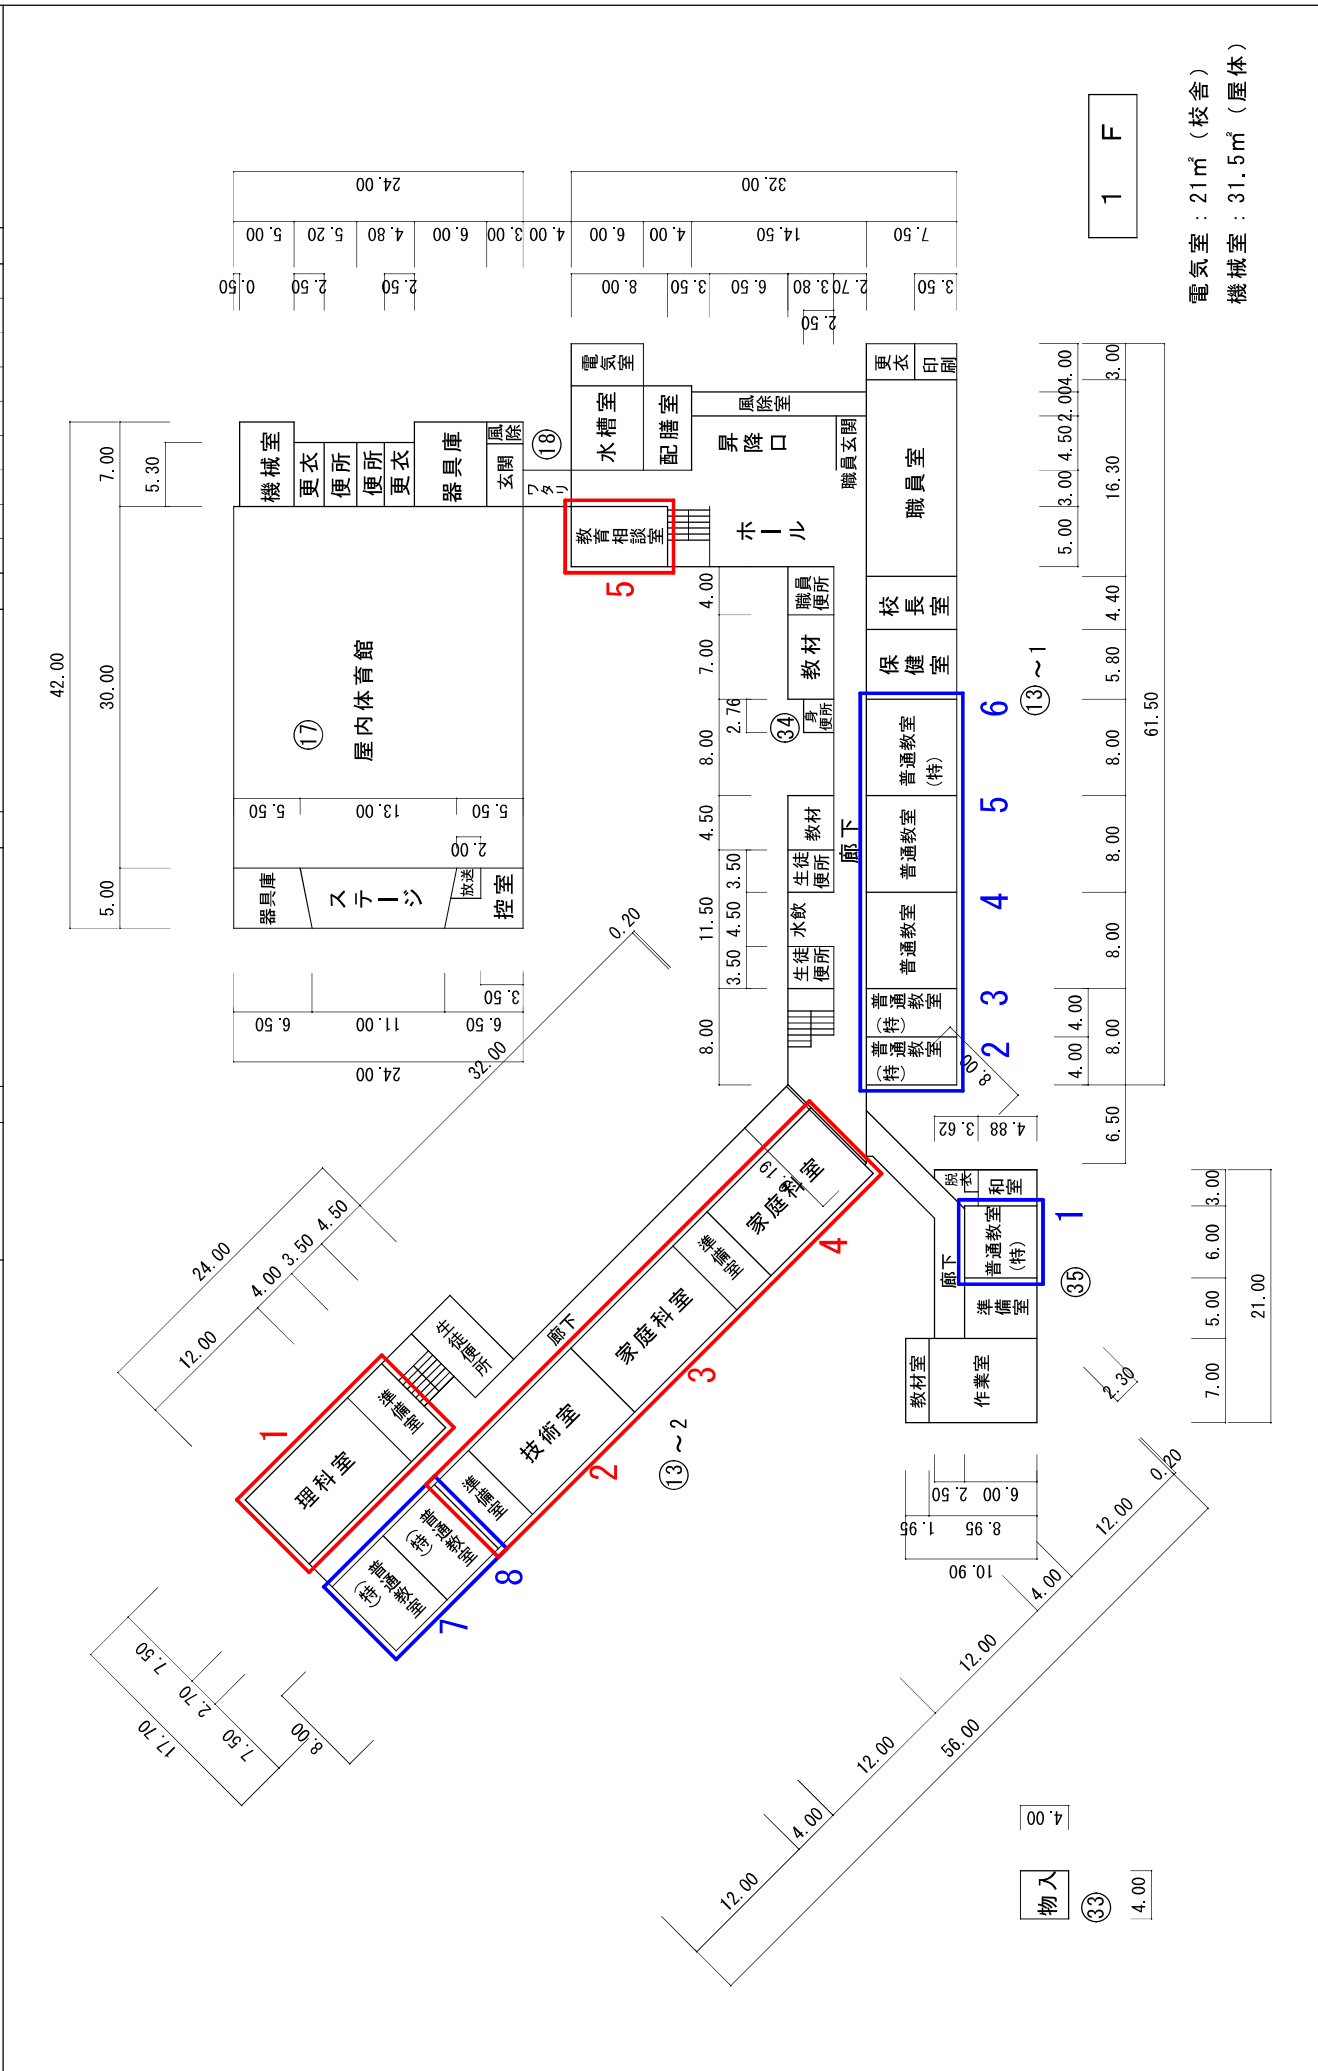 1 F
電気室：21㎡（校舎）
機械室：31.5㎡（屋体）
42.00
7.00
30.00
5.00
5.30
24.00
5.00
5.20
4.80
6.00
3.00
4.00
0.50
2.50
2.50
32.00
6.00
4.00
14.50
7.50
8.00
3.50
6.50
3.80
2.70
3.50
2.50
機械室
更衣
便所
便所
更衣
器具庫
玄関
風除
⑱
ワタリ
⑰
屋内体育館
5.50
13.00
5.50
2.00
器具庫
ステージ
放送
控室
3.50
6.50
11.00
6.50
24.00
電気室
水槽室
配膳室
風除室
昇降口
職員玄関
教育相談室
5
ホール
更衣
印刷
職員室
校長室
保健室
職員便所
教材
身便所
㉞
教材
生徒便所
水飲
生徒便所
廊下
普通教室(特)
普通教室
普通教室
普通教室(特)
普通教室(特)
6
5
4
3
2
⑬～1
4.00
7.00
2.76
8.00
4.50
3.50
11.50
4.50
3.50
8.00
4.00
2.00
4.50
3.00
5.00
3.00
16.30
4.40
5.80
8.00
8.00
8.00
4.00
4.00
8.00
6.50
61.50
8.00
3.62
4.88
脱衣
和室
普通教室(特)
1
廊下
準備室
㉟
教材室
作業室
3.00
6.00
5.00
7.00
21.00
2.30
2.50
6.00
1.95
8.95
10.90
0.20
32.00
24.00
4.50
3.50
4.00
12.00
9.19
家庭科室
準備室
4
家庭科室
3
技術室
準備室
2
⑬～2
廊下
生徒便所
準備室
理科室
1
普通教室(特)
普通教室(特)
8
7
7.50
2.70
7.50
17.70
8.00
0.20
12.00
4.00
12.00
12.00
4.00
12.00
56.00
4.00
物入
㉝
4.00